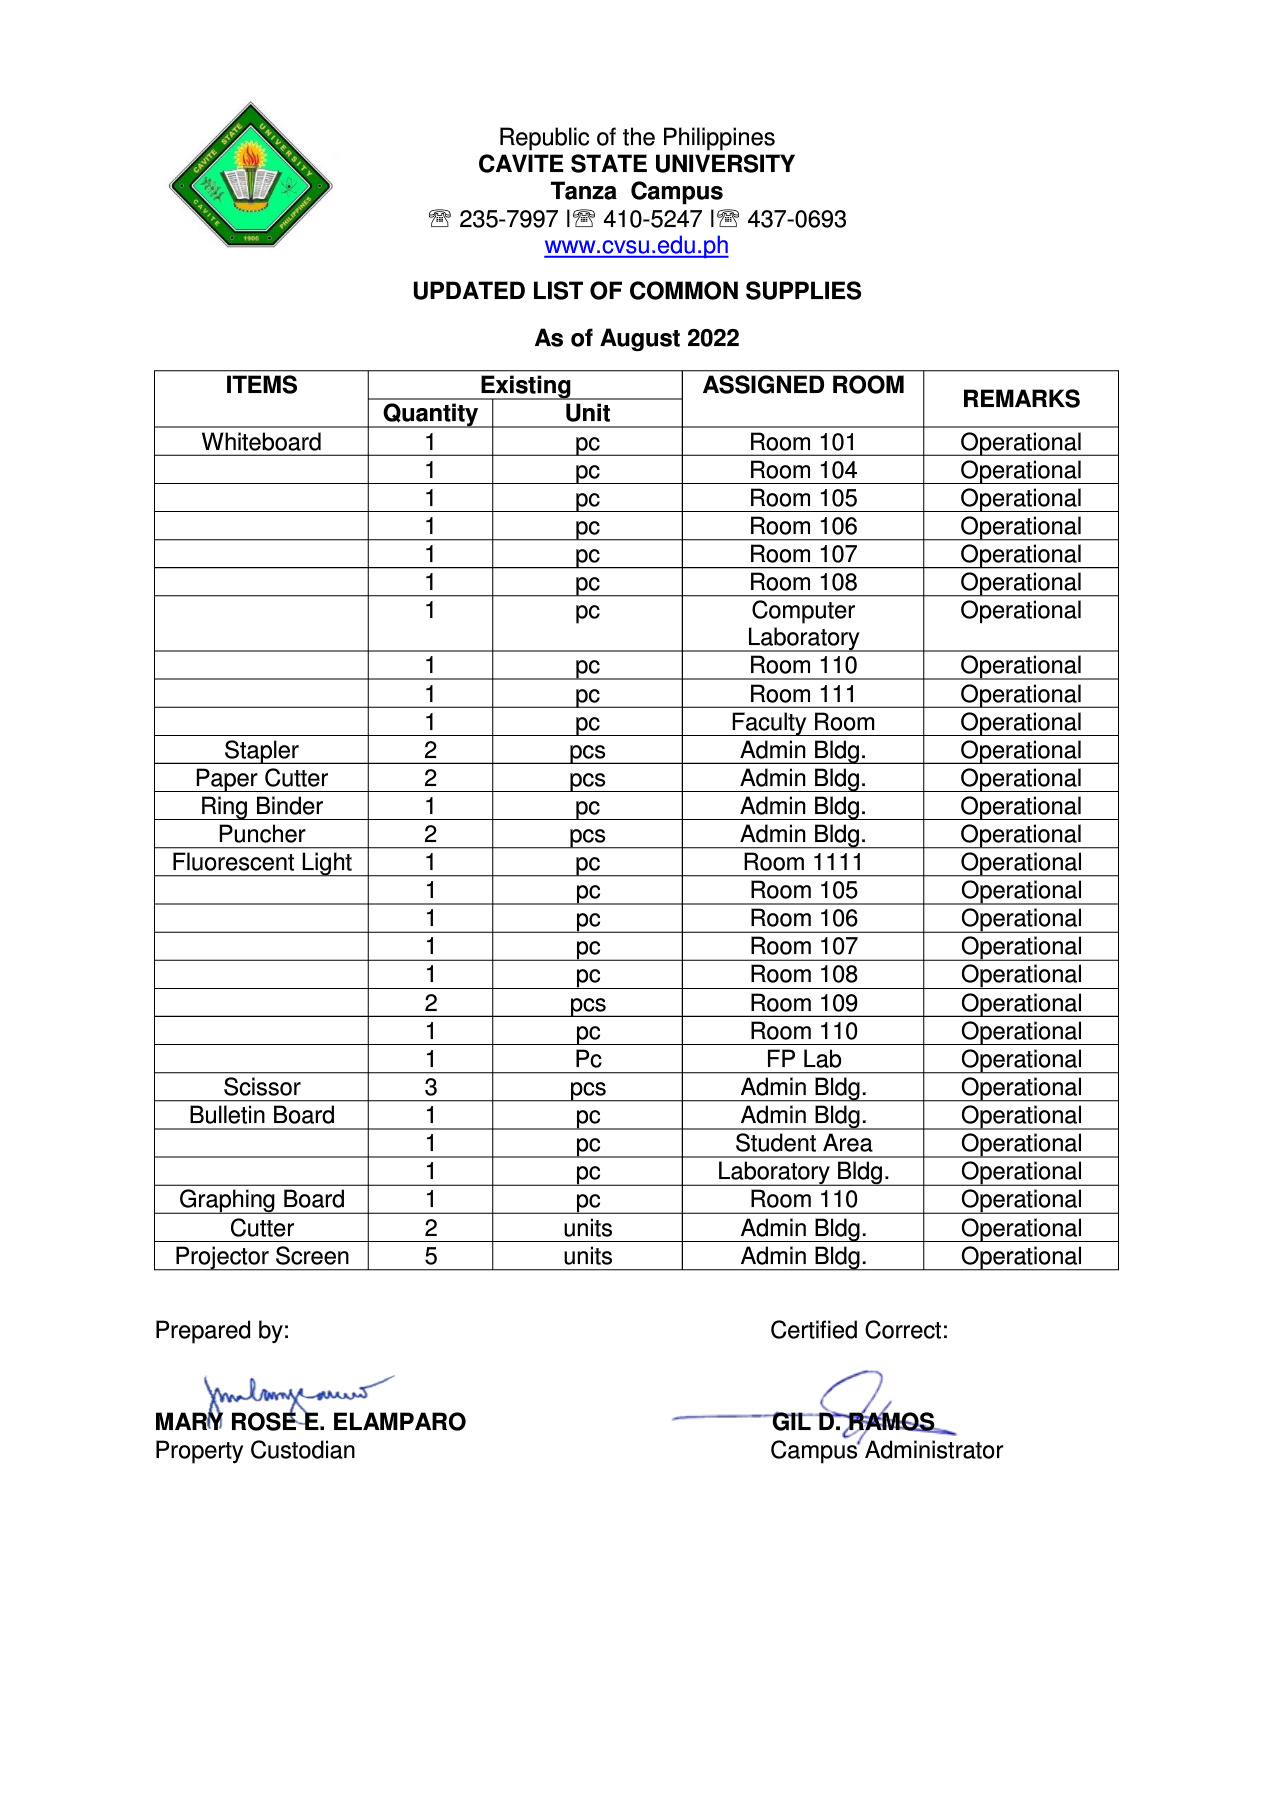 CAVITE STATE UNIVERSITY
CAVITE PHILIPPINES
1906
Republic of the Philippines
CAVITE STATE UNIVERSITY
Tanza Campus
☏ 235-7997 I☏ 410-5247 I☏ 437-0693
www.cvsu.edu.ph
UPDATED LIST OF COMMON SUPPLIES
As of August 2022
ITEMS Existing ASSIGNED ROOM REMARKS
Quantity Unit
Whiteboard 1 pc Room 101 Operational
1 pc Room 104 Operational
1 pc Room 105 Operational
1 pc Room 106 Operational
1 pc Room 107 Operational
1 pc Room 108 Operational
1 pc Computer Operational
Laboratory
1 pc Room 110 Operational
1 pc Room 111 Operational
1 pc Faculty Room Operational
Stapler 2 pcs Admin Bldg. Operational
Paper Cutter 2 pcs Admin Bldg. Operational
Ring Binder 1 pc Admin Bldg. Operational
Puncher 2 pcs Admin Bldg. Operational
Fluorescent Light 1 pc Room 1111 Operational
1 pc Room 105 Operational
1 pc Room 106 Operational
1 pc Room 107 Operational
1 pc Room 108 Operational
2 pcs Room 109 Operational
1 pc Room 110 Operational
1 Pc FP Lab Operational
Scissor 3 pcs Admin Bldg. Operational
Bulletin Board 1 pc Admin Bldg. Operational
1 pc Student Area Operational
1 pc Laboratory Bldg. Operational
Graphing Board 1 pc Room 110 Operational
Cutter 2 units Admin Bldg. Operational
Projector Screen 5 units Admin Bldg. Operational
Prepared by: Certified Correct:
MARY ROSE E. ELAMPARO GIL D. RAMOS
Property Custodian Campus Administrator